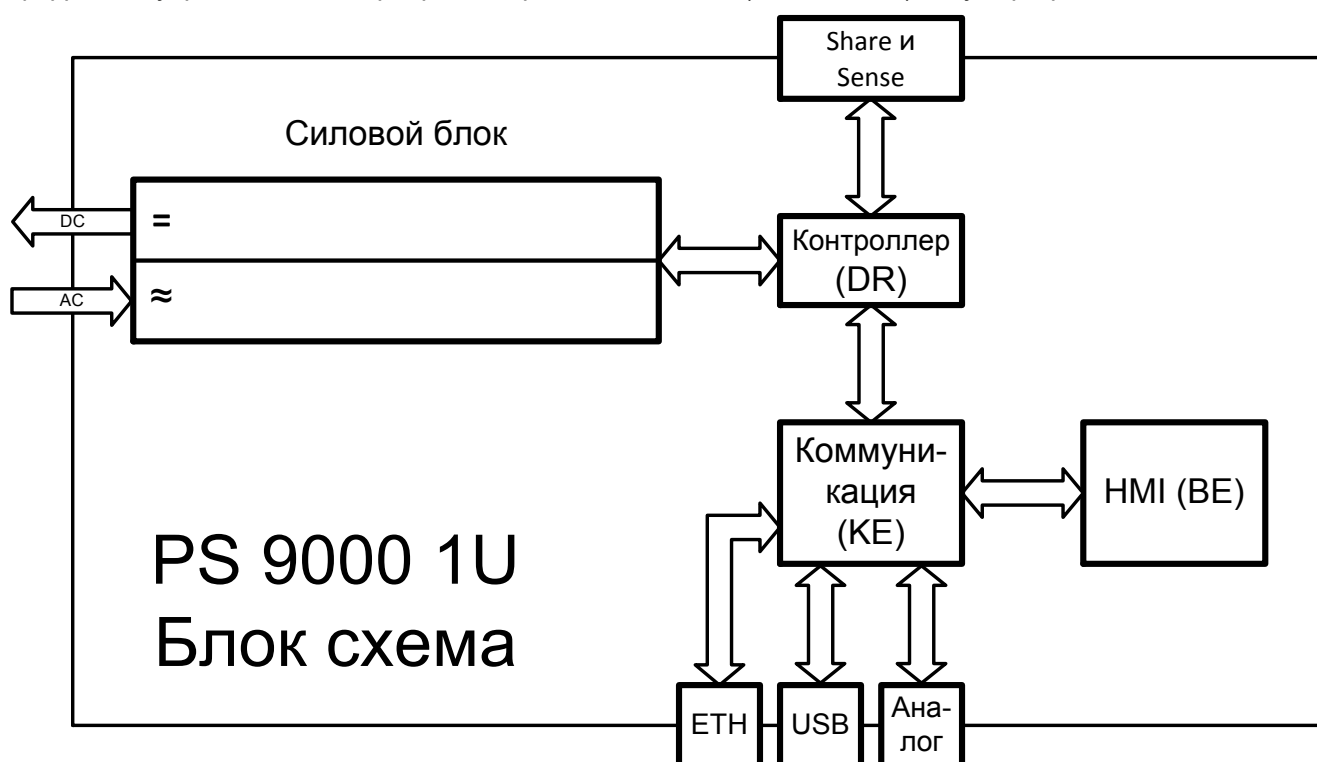 Share и
Sense
Силовой блок
DC
=
Контроллер
(DR)
AC
≈
Коммуни-
кация
(KE)
HMI (BE)
PS 9000 1U
Блок схема
ETH
USB
Ана-
лог